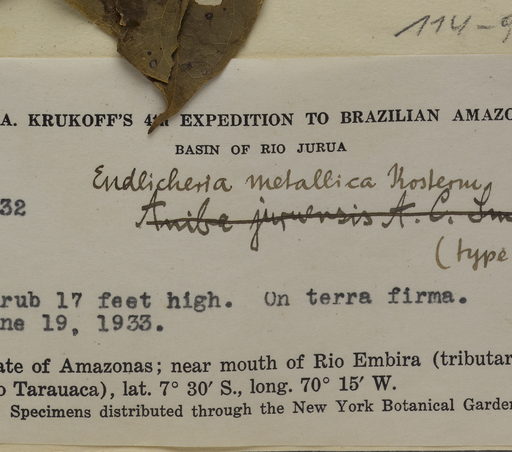 114-9
A. KRUKOFF'S 4th EXPEDITION TO BRAZILIAN AMAZO
BASIN OF RIO JURUA
Endlicheria metallica Kosterm.
32
Aniba juruensis A. C. Sm
(type
rub 17 feet high. On terra firma.
ne 19, 1933.
ate of Amazonas; near mouth of Rio Embira (tributar
o Tarauaca), lat. 7° 30′ S., long. 70° 15′ W.
Specimens distributed through the New York Botanical Garde